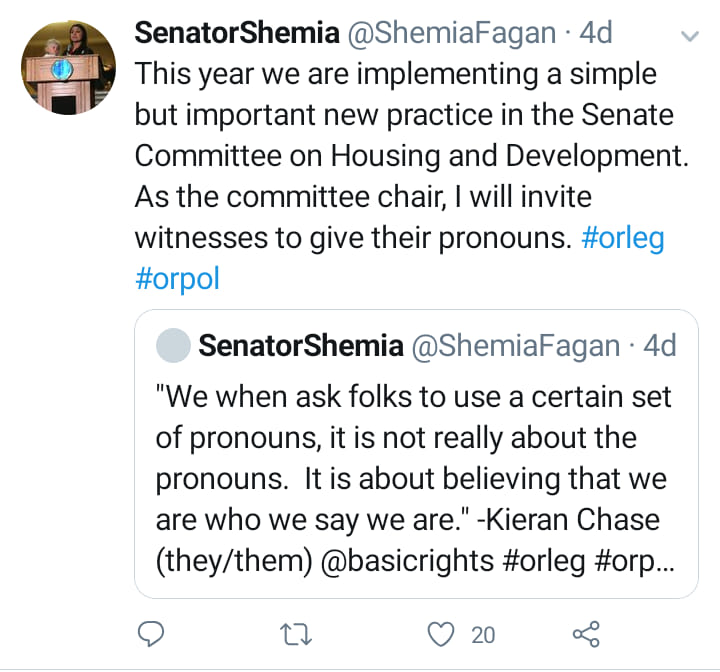 SenatorShemia @ShemiaFagan · 4d
This year we are implementing a simple
but important new practice in the Senate
Committee on Housing and Development.
As the committee chair, I will invite
witnesses to give their pronouns. #orleg
#orpol
SenatorShemia @ShemiaFagan · 4d
"We when ask folks to use a certain set
of pronouns, it is not really about the
pronouns.  It is about believing that we
are who we say we are." -Kieran Chase
(they/them) @basicrights #orleg #orp...
20